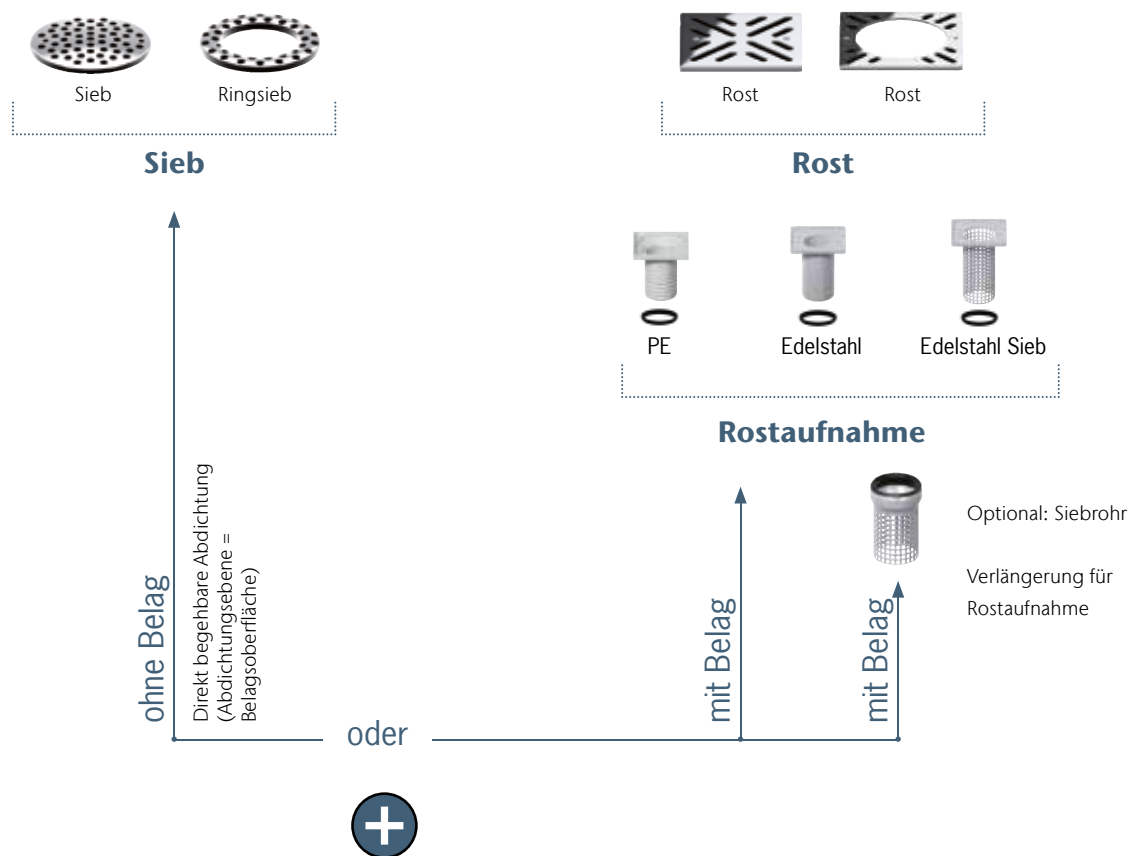 Sieb
Ringsieb
Rost
Rost
Sieb
Rost
PE
Edelstahl
Edelstahl Sieb
Rostaufnahme
Optional: Siebrohr
Verlängerung für
Rostaufnahme
ohne Belag
Direkt begehbare Abdichtung
(Abdichtungsebene =
Belagsoberfläche)
mit Belag
mit Belag
oder